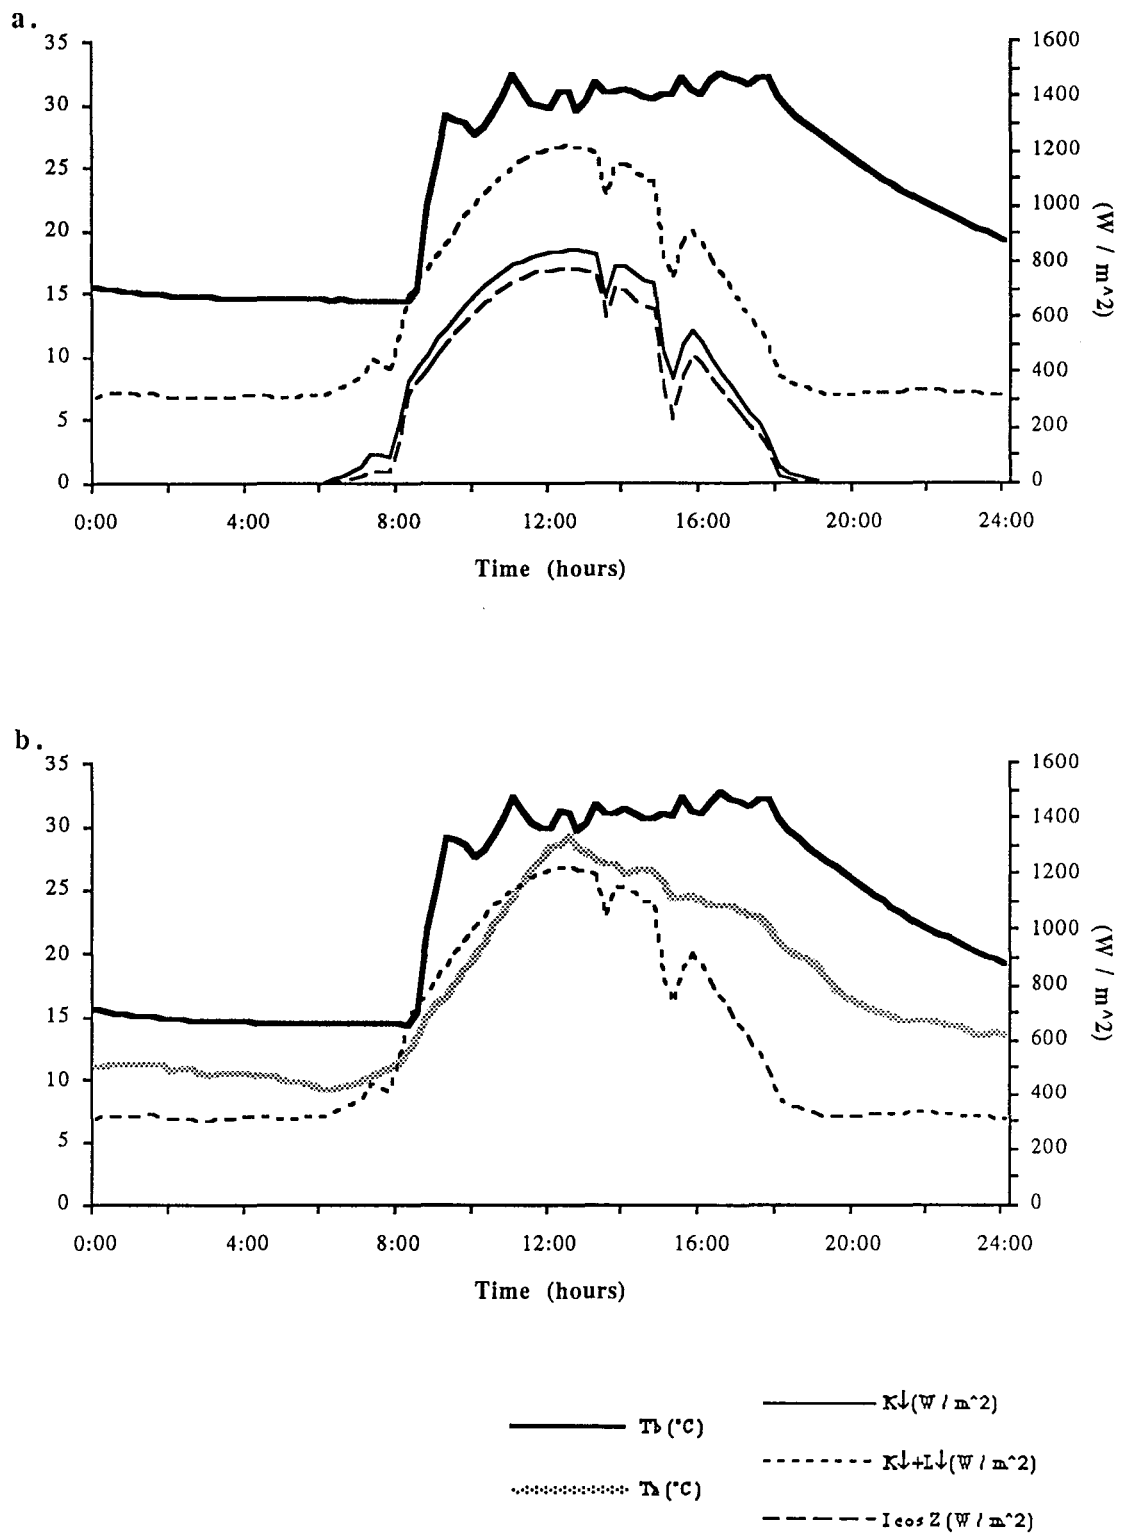 a.
35
30
25
20
15
10
5
0
1600
1400
1200
1000
800
600
400
200
0
(W / m^2)
0:00 4:00 8:00 12:00 16:00 20:00 24:00
Time (hours)
b.
35
30
25
20
15
10
5
0
1600
1400
1200
1000
800
600
400
200
0
(W / m^2)
0:00 4:00 8:00 12:00 16:00 20:00 24:00
Time (hours)
Tb (°C)
Ta (°C)
K↓(W / m^2)
K↓+L↓(W / m^2)
I cos Z (W / m^2)